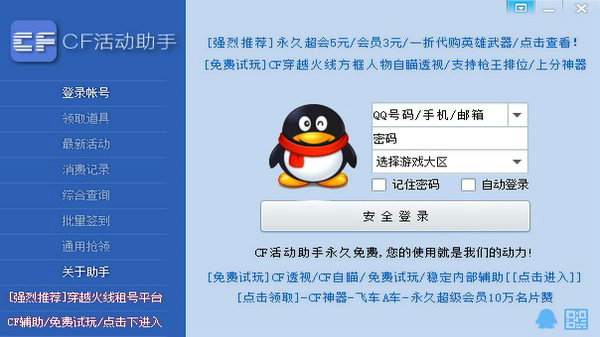 CF CF活动助手
登录帐号
领取道具
最新活动
消费记录
综合查询
批量签到
通用抢领
关于助手
[强烈推荐]穿越火线租号平台
CF辅助/免费试玩/点击下进入
[强烈推荐]永久超会5元/会员3元/一折代购英雄武器/点击查看!
[免费试玩]CF穿越火线方框人物自瞄透视/支持枪王排位/上分神器
QQ号码/手机/邮箱
密码
选择游戏大区
记住密码 自动登录
安全登录
CF活动助手永久免费,您的使用就是我们的动力!
[免费试玩]CF透视/CF自瞄/免费试玩/稳定内部辅助[[点击进入]]
[点击领取]-CF神器-飞车A车-永久超级会员10万名片赞